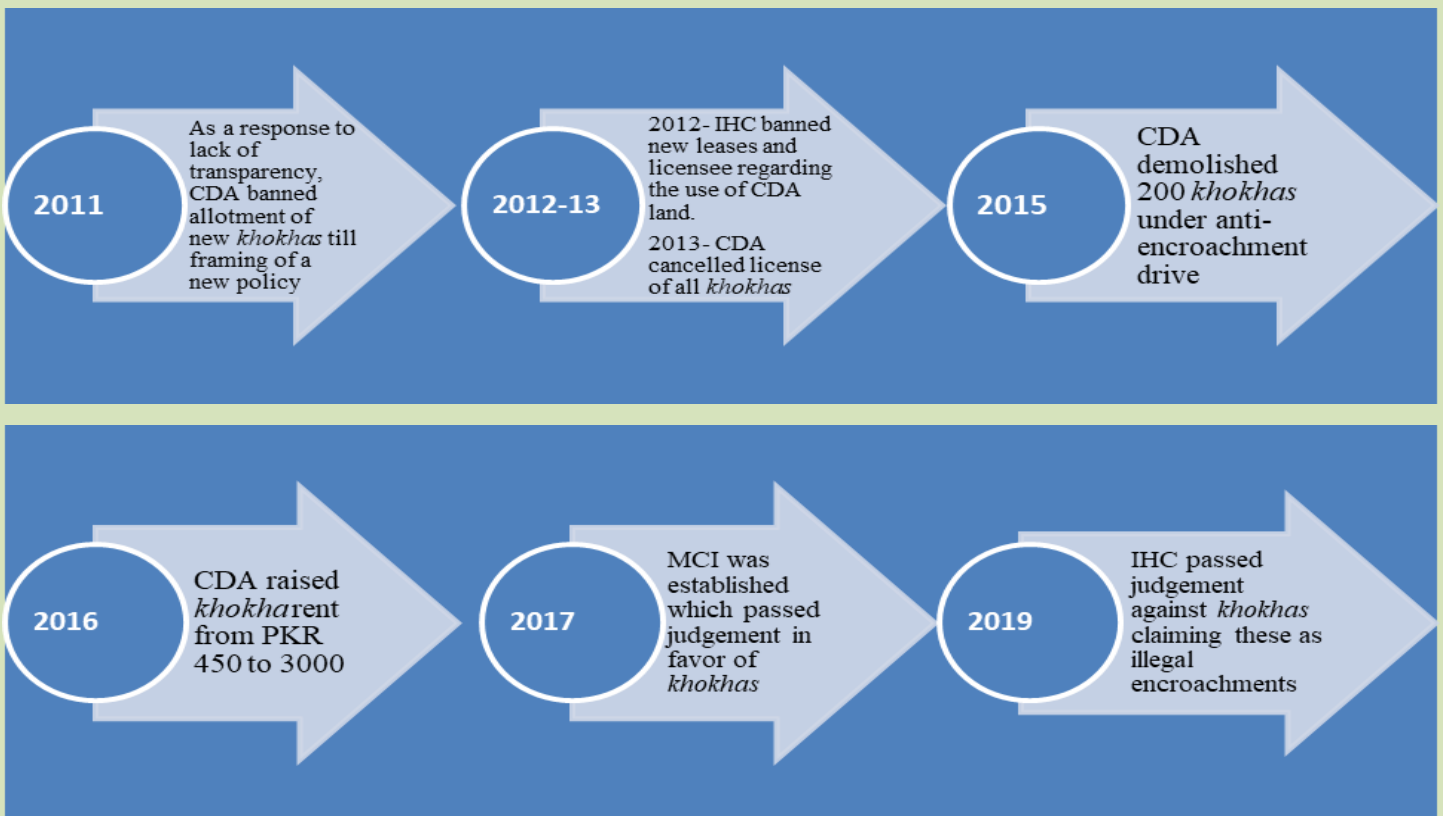 2011
As a response to
lack of
transparency,
CDA banned
allotment of
new khokhas till
framing of a
new policy
2012-13
2012- IHC banned
new leases and
licensee regarding
the use of CDA
land.
2013- CDA
cancelled license
of all khokhas
2015
CDA
demolished
200 khokhas
under anti-
encroachment
drive
2016
CDA raised
khokharent
from PKR
450 to 3000
2017
MCI was
established
which passed
judgement in
favor of
khokhas
2019
IHC passed
judgement
against khokhas
claiming these as
illegal
encroachments